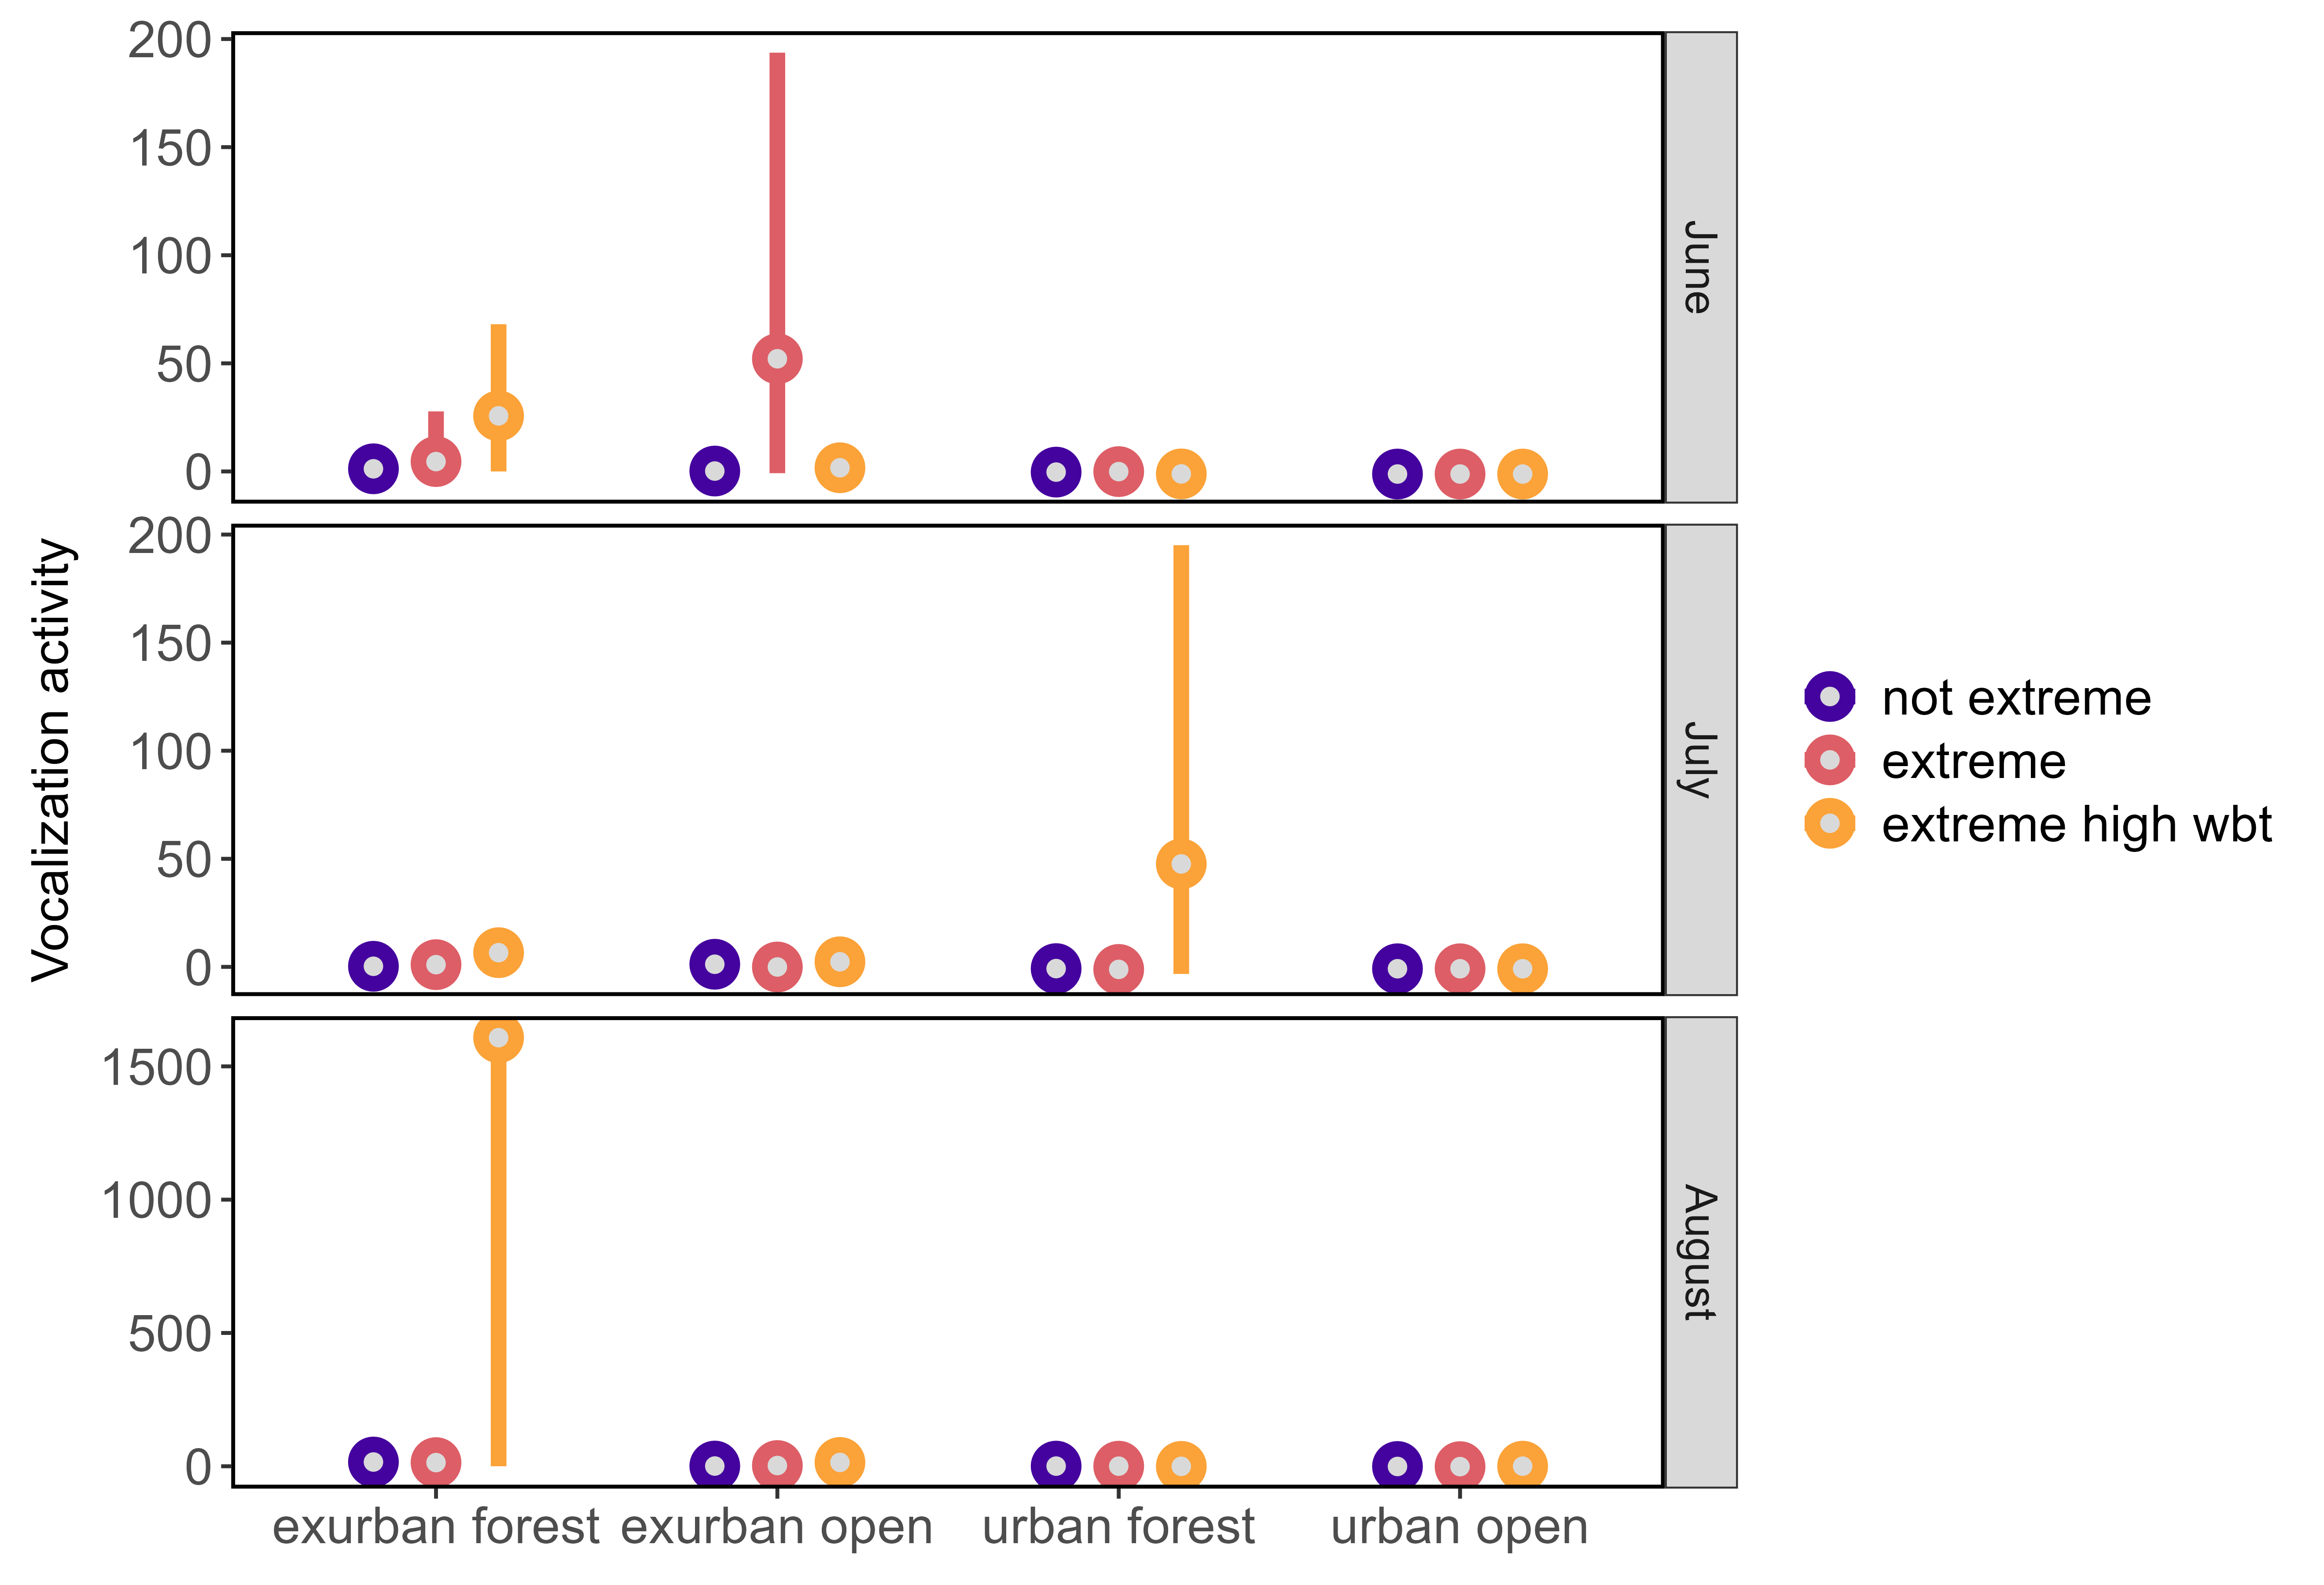 Vocalization activity
200
150
100
50
0
June
200
150
100
50
0
July
1500
1000
500
0
August
exurban forest exurban open urban forest urban open
not extreme
extreme
extreme high wbt